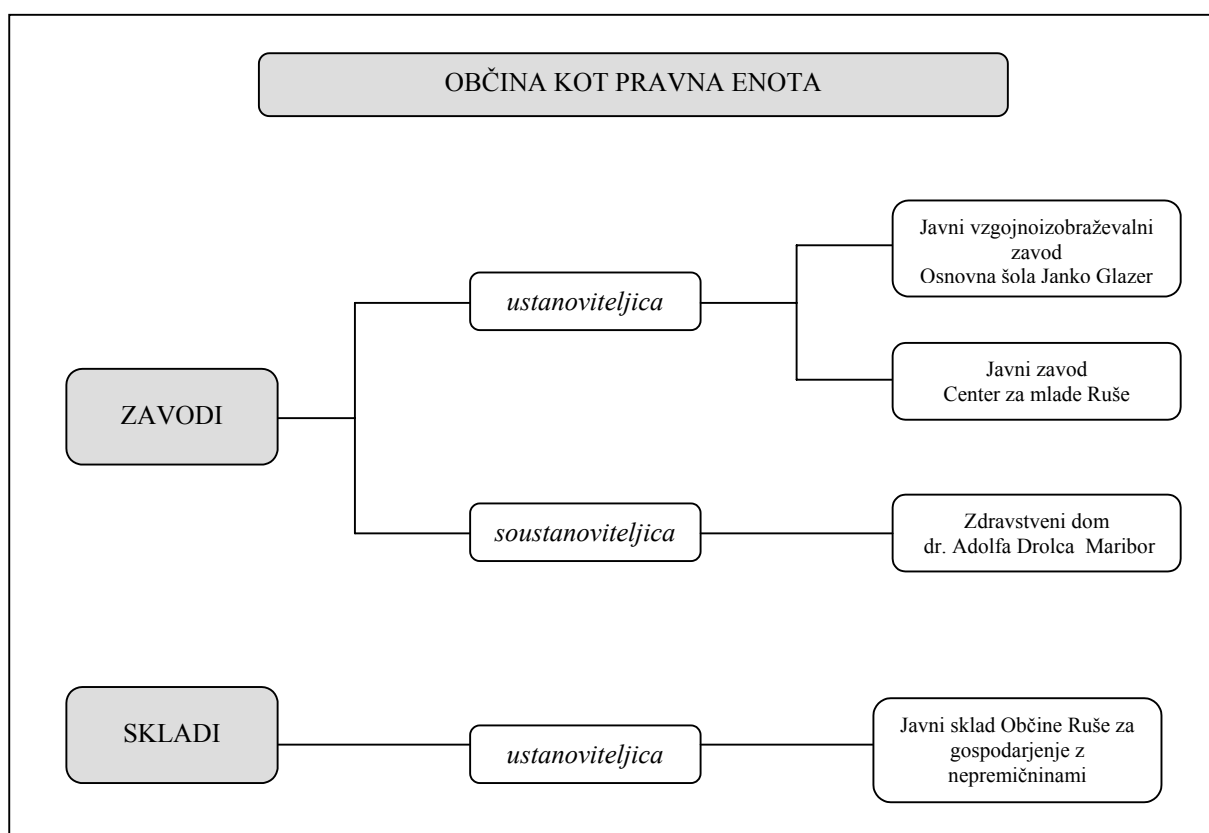 OBČINA KOT PRAVNA ENOTA
Javni vzgojnoizobraževalni
zavod
Osnovna šola Janko Glazer
ustanoviteljica
Javni zavod
Center za mlade Ruše
ZAVODI
soustanoviteljica
Zdravstveni dom
dr. Adolfa Drolca Maribor
SKLADI
ustanoviteljica
Javni sklad Občine Ruše za
gospodarjenje z
nepremičninami